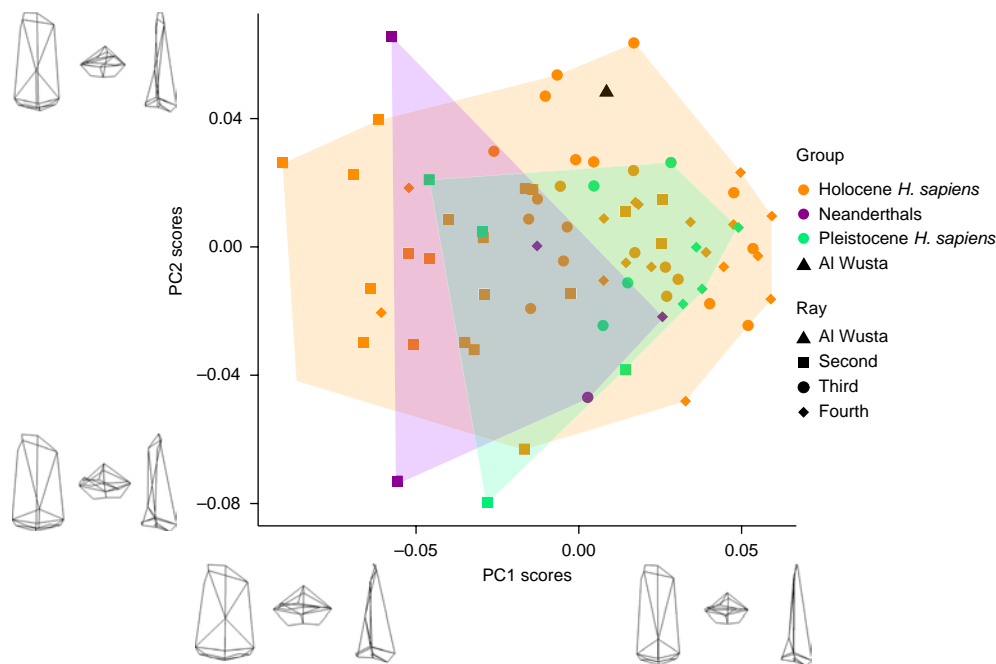 0.04
0.00
−0.04
−0.08
PC2 scores
−0.05
0.00
0.05
PC1 scores
Group
Holocene H. sapiens
Neanderthals
Pleistocene H. sapiens
Al Wusta
Ray
Al Wusta
Second
Third
Fourth